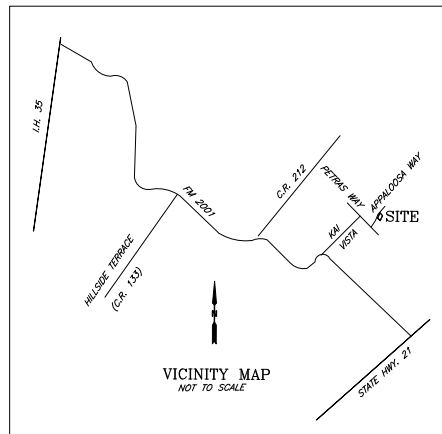 I.H. 35
FM 2001
C.R. 212
PETRAS WAY
APPALOOSA WAY
SITE
KAI
VISTA
HILLSIDE TERRACE
(C.R. 133)
N
VICINITY MAP
NOT TO SCALE
STATE HWY. 21